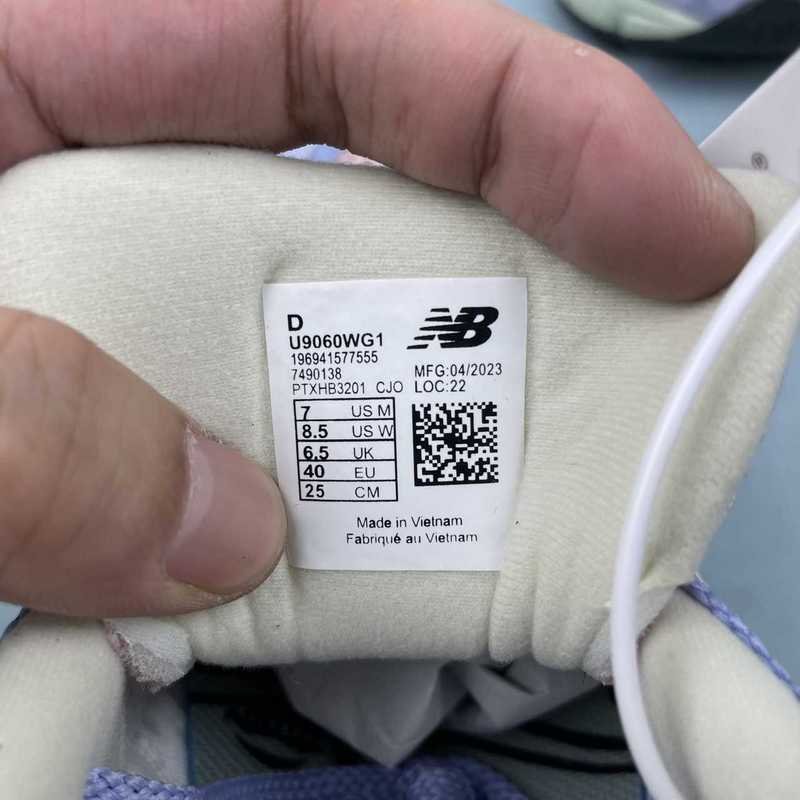 D
U9060WG1
196941577555
7490138
PTXHB3201 CJO
NB
MFG:04/2023
LOC:22
7 US M
8.5 US W
6.5 UK
40 EU
25 CM
Made in Vietnam
Fabriqué au Vietnam